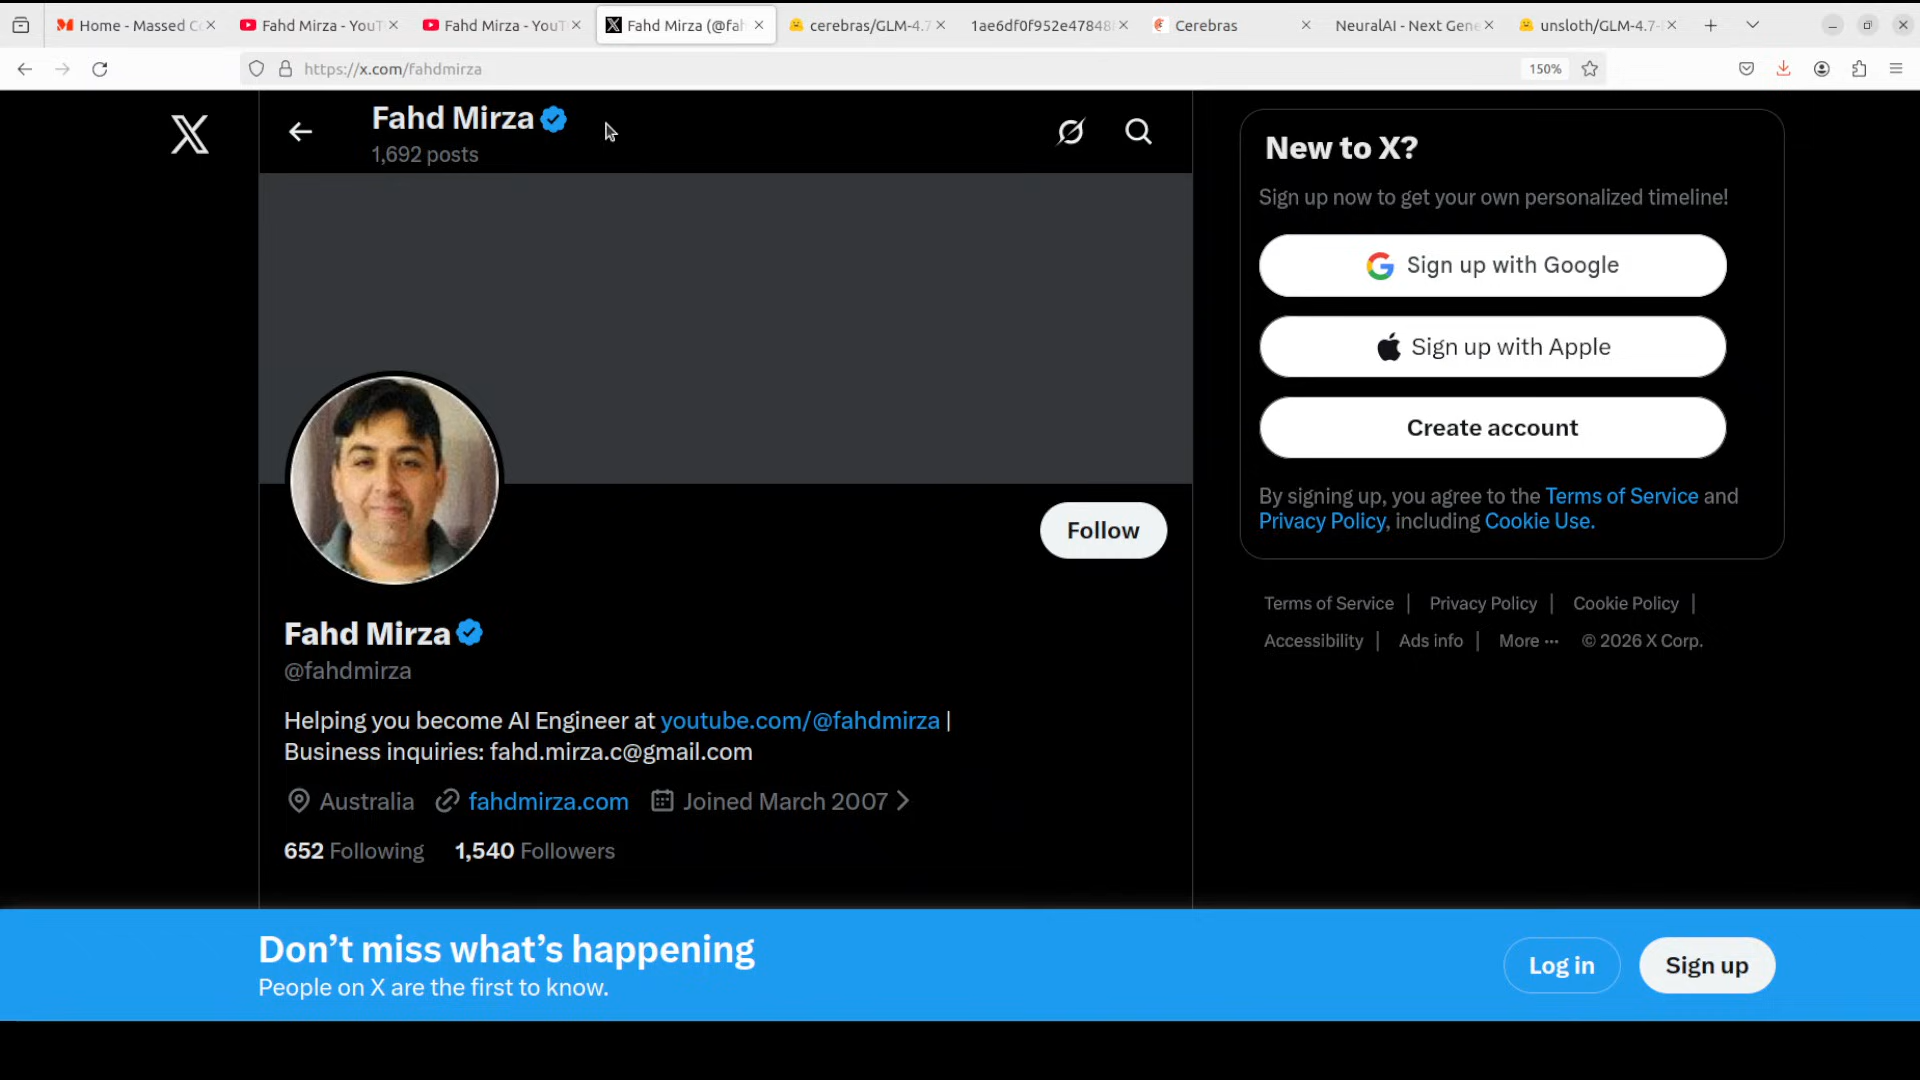 Home - Massed C
Fahd Mirza - YouT
Fahd Mirza - YouT
Fahd Mirza (@fah
cerebras/GLM-4.7
1ae6df0f952e47848
Cerebras
NeuralAI - Next Gene
unsloth/GLM-4.7-
https://x.com/fahdmirza
150%
Fahd Mirza
1,692 posts
Follow
Fahd Mirza
@fahdmirza
Helping you become AI Engineer at youtube.com/@fahdmirza |
Business inquiries: fahd.mirza.c@gmail.com
Australia fahdmirza.com Joined March 2007
652 Following 1,540 Followers
New to X?
Sign up now to get your own personalized timeline!
Sign up with Google
Sign up with Apple
Create account
By signing up, you agree to the Terms of Service and
Privacy Policy, including Cookie Use.
Terms of Service | Privacy Policy | Cookie Policy |
Accessibility | Ads info | More ··· © 2026 X Corp.
Don’t miss what’s happening
People on X are the first to know.
Log in
Sign up